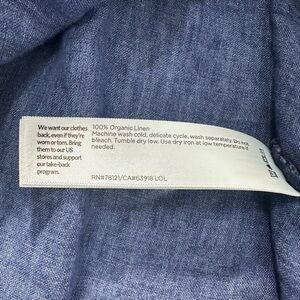 We want our clothes
back, even if they're
worn or torn. Bring
them to our US
stores and support
our take-back
program.
100% Organic Linen
Machine wash cold, delicate cycle, wash separately. Do not
bleach. Tumble dry low. Use dry iron at low temperature if
needed.
RN#78121/CA#63918 LOL